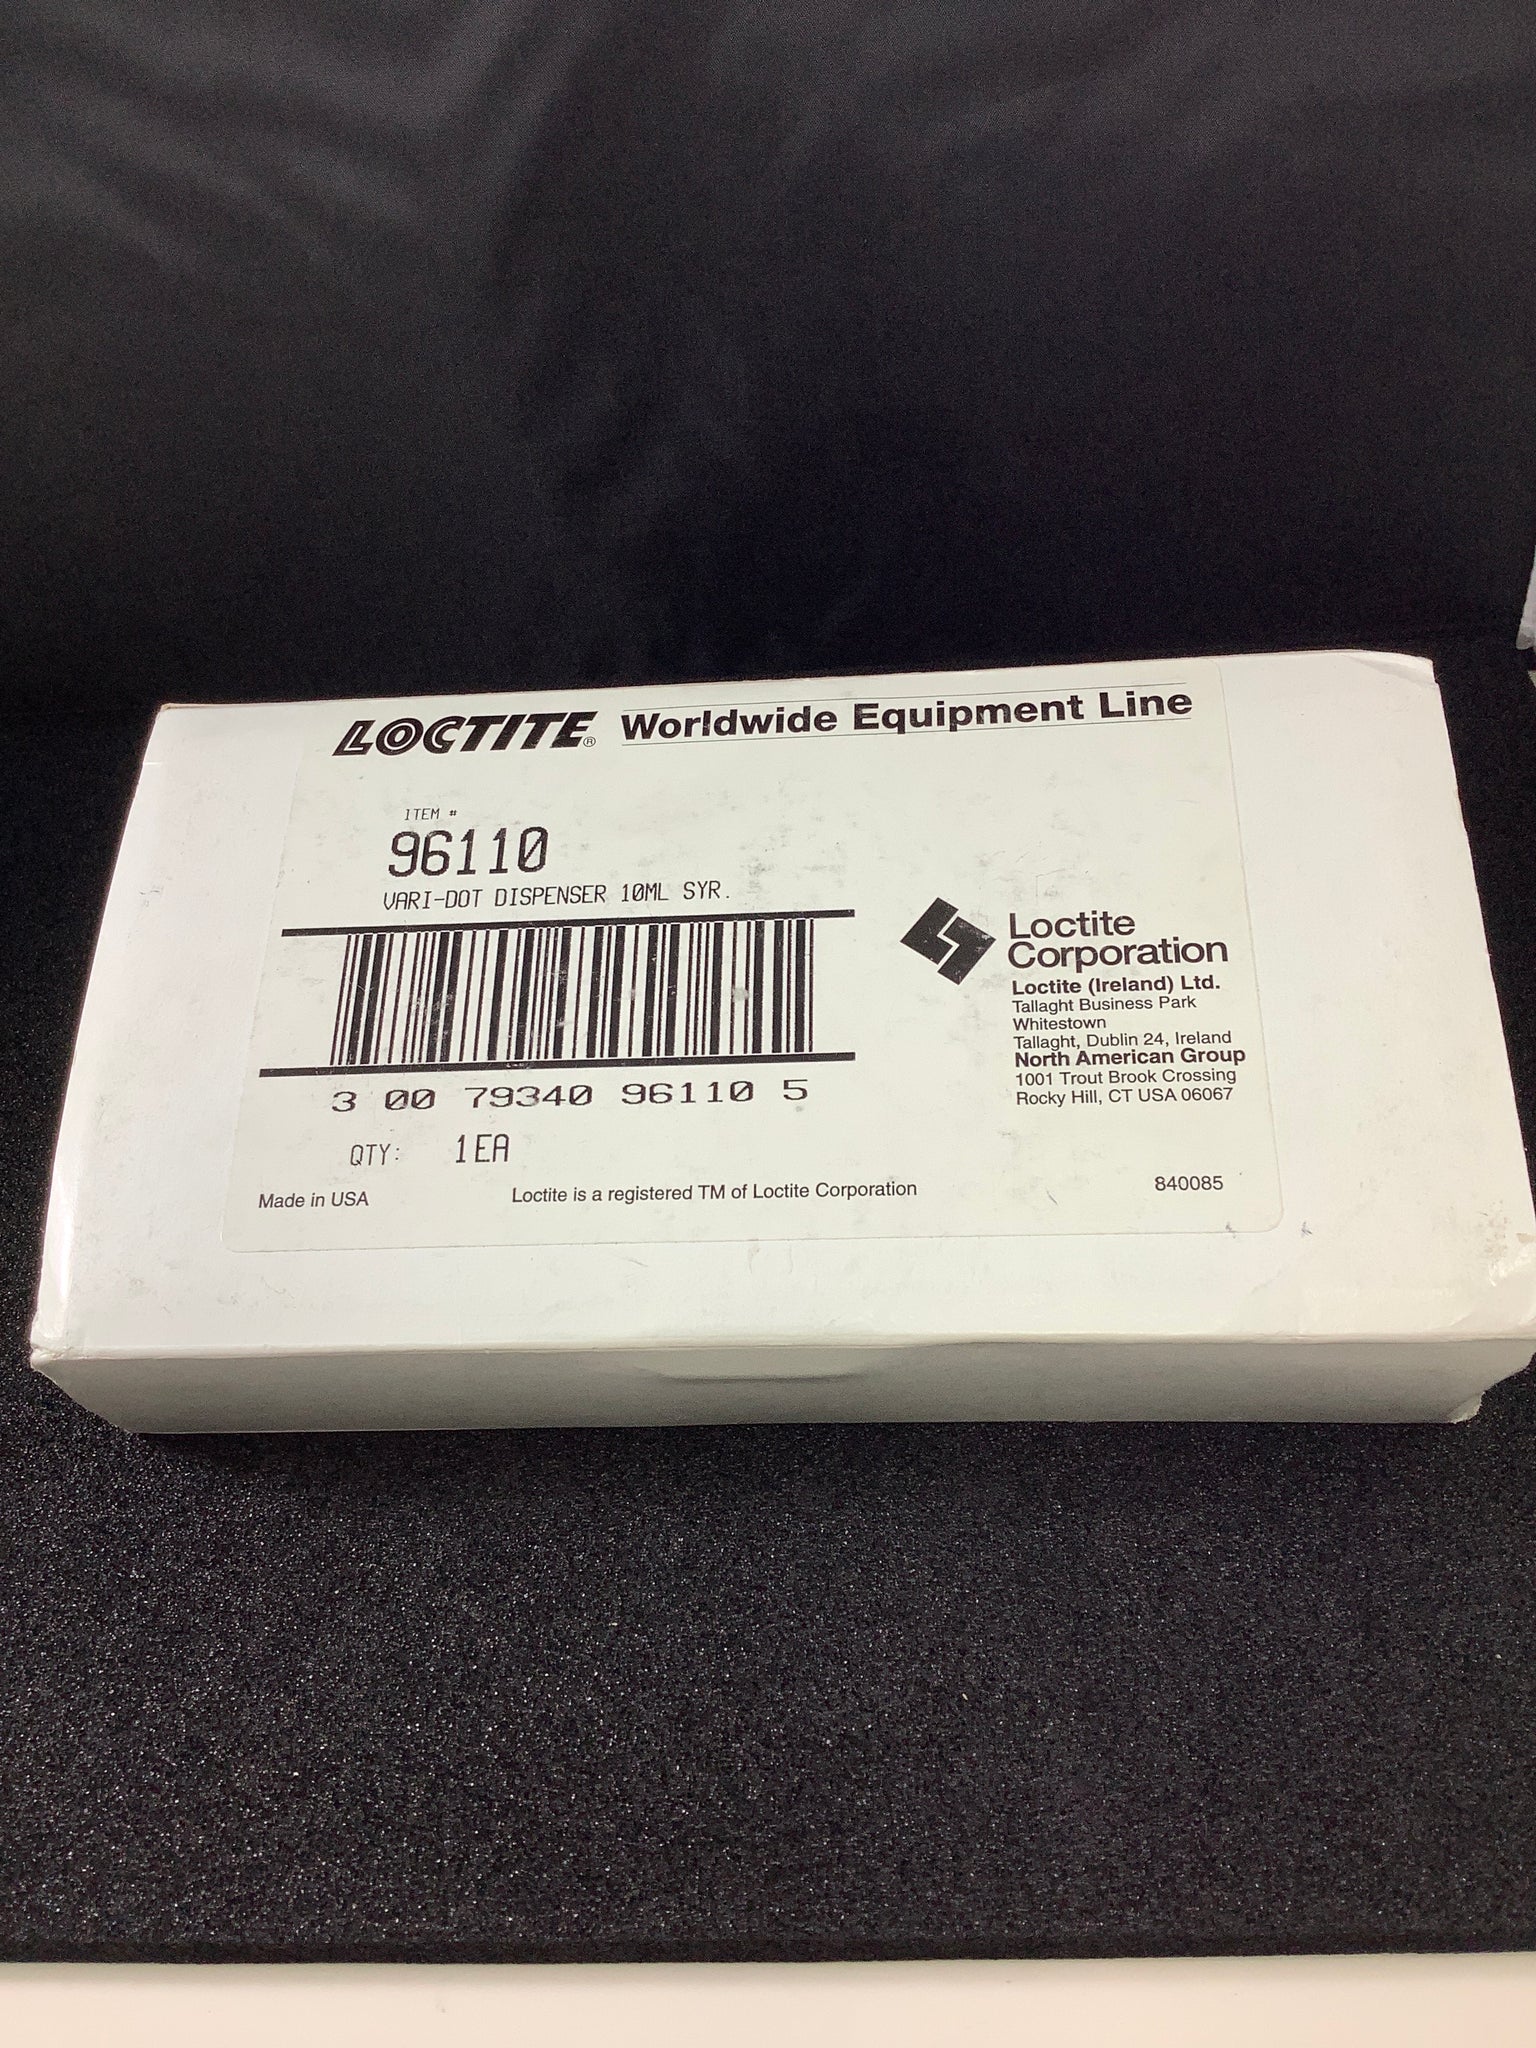 LOCTITE® Worldwide Equipment Line
ITEM #
96110
VARI-DOT DISPENSER 10ML SYR.
3 00 79340 96110 5
QTY: 1EA
Loctite
Corporation
Loctite (Ireland) Ltd.
Tallaght Business Park
Whitestown
Tallaght, Dublin 24, Ireland
North American Group
1001 Trout Brook Crossing
Rocky Hill, CT USA 06067
Made in USA
Loctite is a registered TM of Loctite Corporation
840085